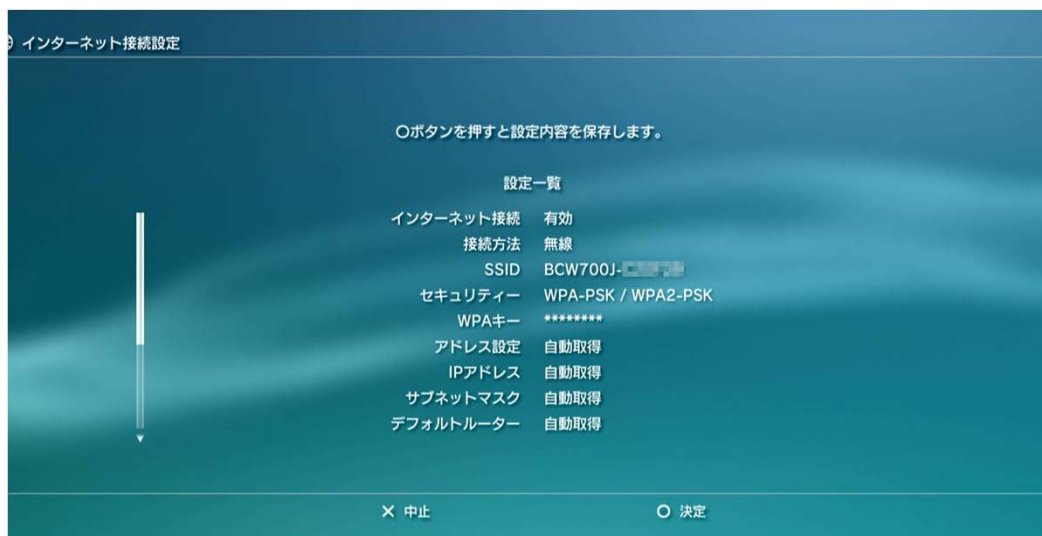 インターネット接続設定
〇ボタンを押すと設定内容を保存します。
設定一覧
インターネット接続 有効
接続方法 無線
SSID BCW700J-
セキュリティー WPA-PSK / WPA2-PSK
WPAキー ********
アドレス設定 自動取得
IPアドレス 自動取得
サブネットマスク 自動取得
デフォルトルーター 自動取得
× 中止 〇 決定